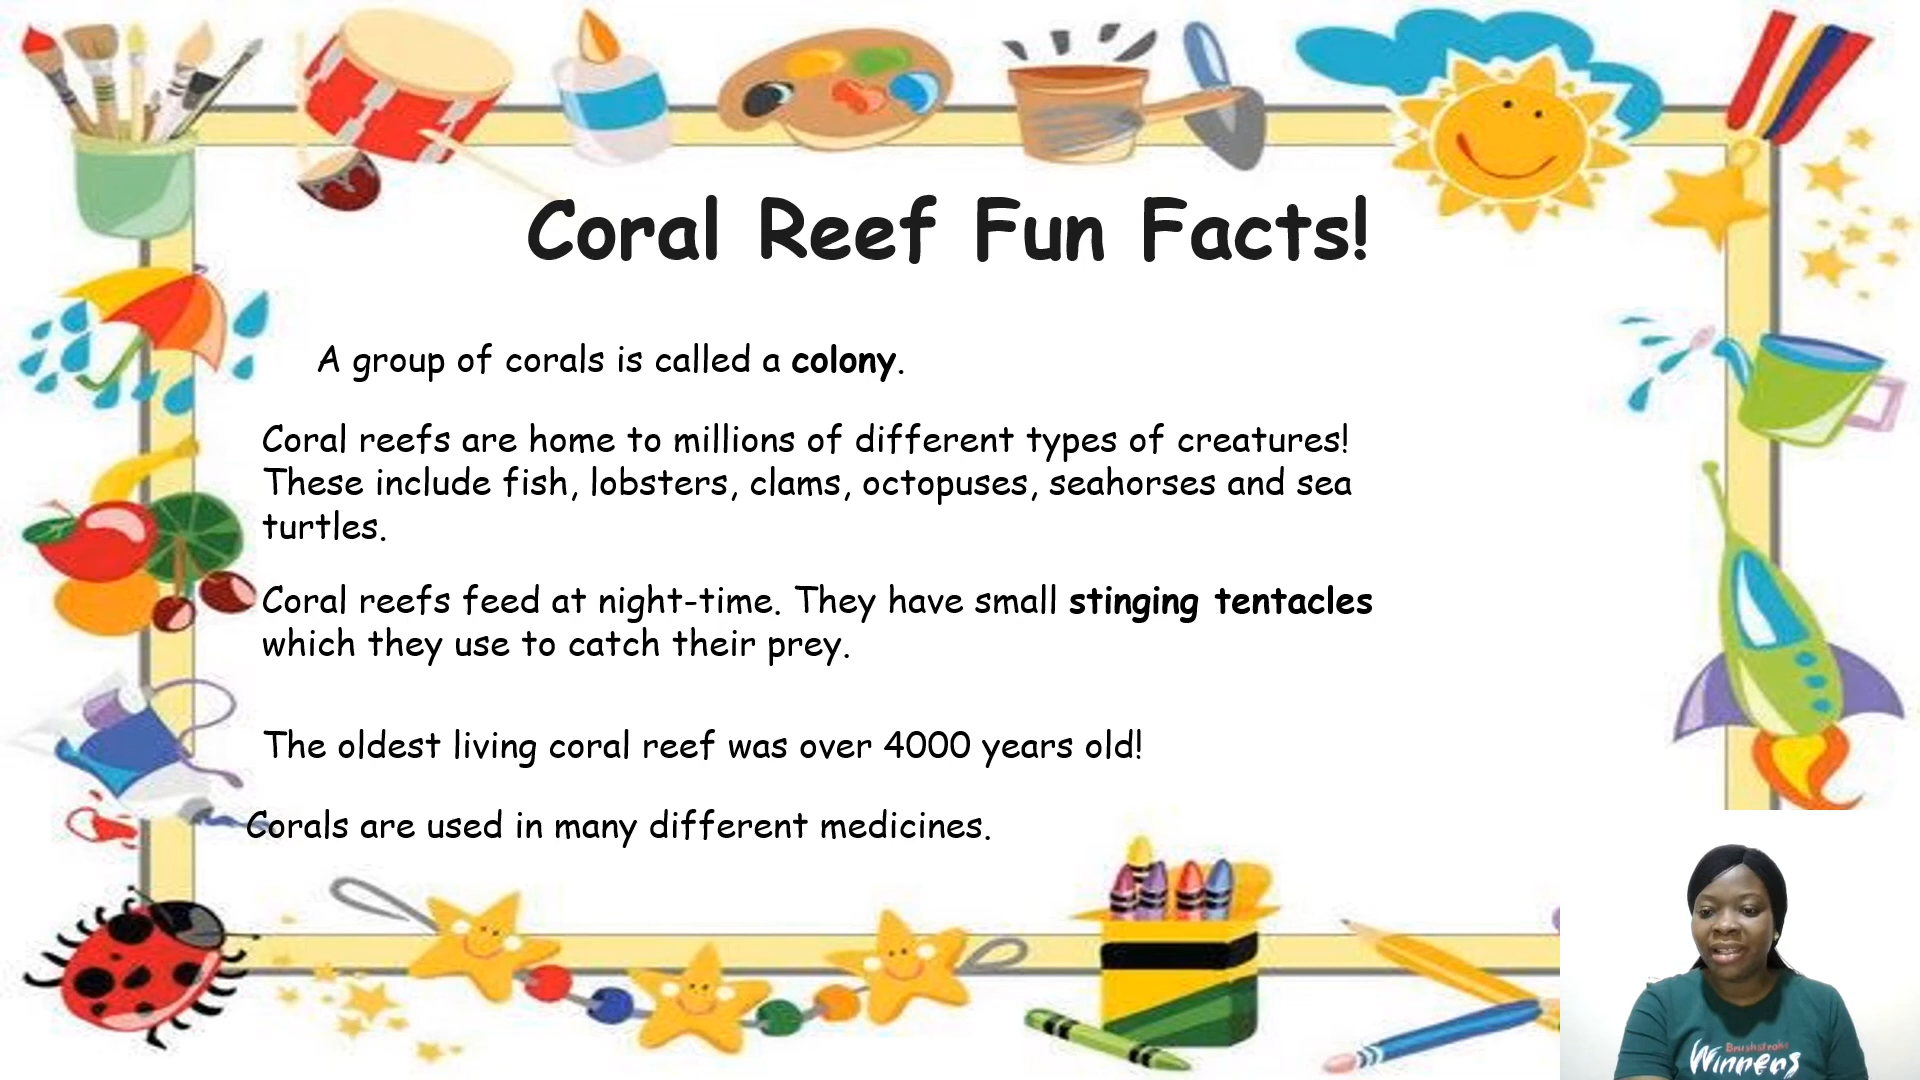 Coral Reef Fun Facts!
A group of corals is called a colony.
Coral reefs are home to millions of different types of creatures!
These include fish, lobsters, clams, octopuses, seahorses and sea
turtles.
Coral reefs feed at night-time. They have small stinging tentacles
which they use to catch their prey.
The oldest living coral reef was over 4000 years old!
Corals are used in many different medicines.
Brushstroke
Winners